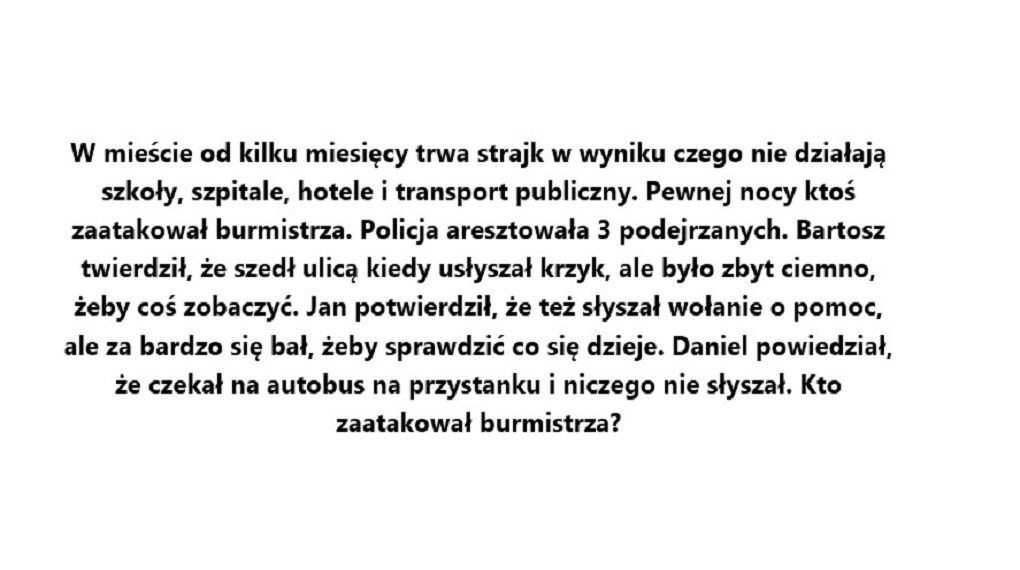 W mieście od kilku miesięcy trwa strajk w wyniku czego nie działają
szkoły, szpitale, hotele i transport publiczny. Pewnej nocy ktoś
zaatakował burmistrza. Policja aresztowała 3 podejrzanych. Bartosz
twierdził, że szedł ulicą kiedy usłyszał krzyk, ale było zbyt ciemno,
żeby coś zobaczyć. Jan potwierdził, że też słyszał wołanie o pomoc,
ale za bardzo się bał, żeby sprawdzić co się dzieje. Daniel powiedział,
że czekał na autobus na przystanku i niczego nie słyszał. Kto
zaatakował burmistrza?